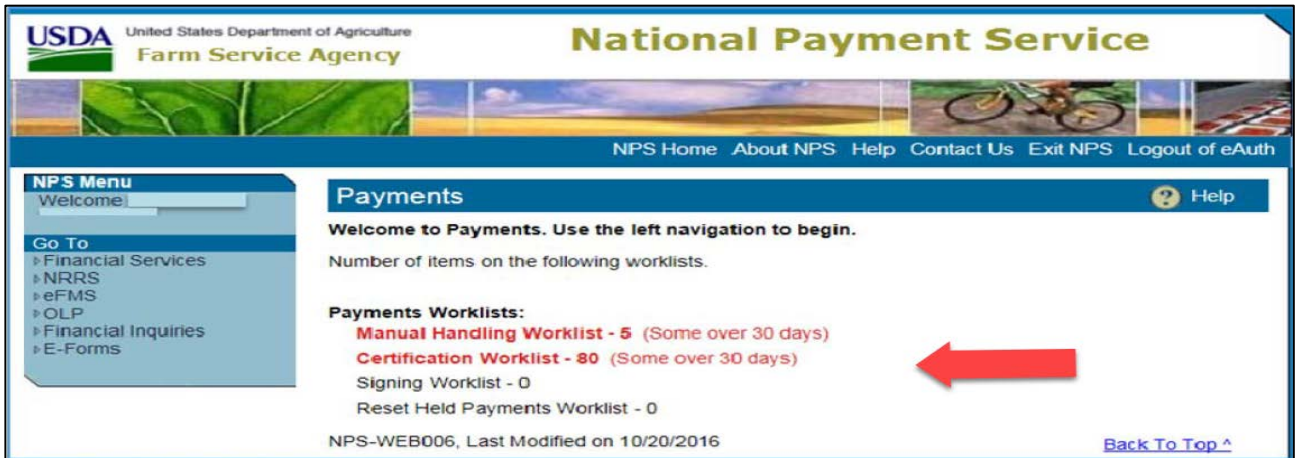 USDA
United States Department of Agriculture
Farm Service Agency
National Payment Service
NPS Home About NPS Help Contact Us Exit NPS Logout of eAuth
NPS Menu
Welcome
Go To
Financial Services
NRRS
eFMS
OLP
Financial Inquiries
E-Forms
Payments
? Help
Welcome to Payments. Use the left navigation to begin.
Number of items on the following worklists.
Payments Worklists:
Manual Handling Worklist - 5 (Some over 30 days)
Certification Worklist - 80 (Some over 30 days)
Signing Worklist - 0
Reset Held Payments Worklist - 0
NPS-WEB006, Last Modified on 10/20/2016
Back To Top ^